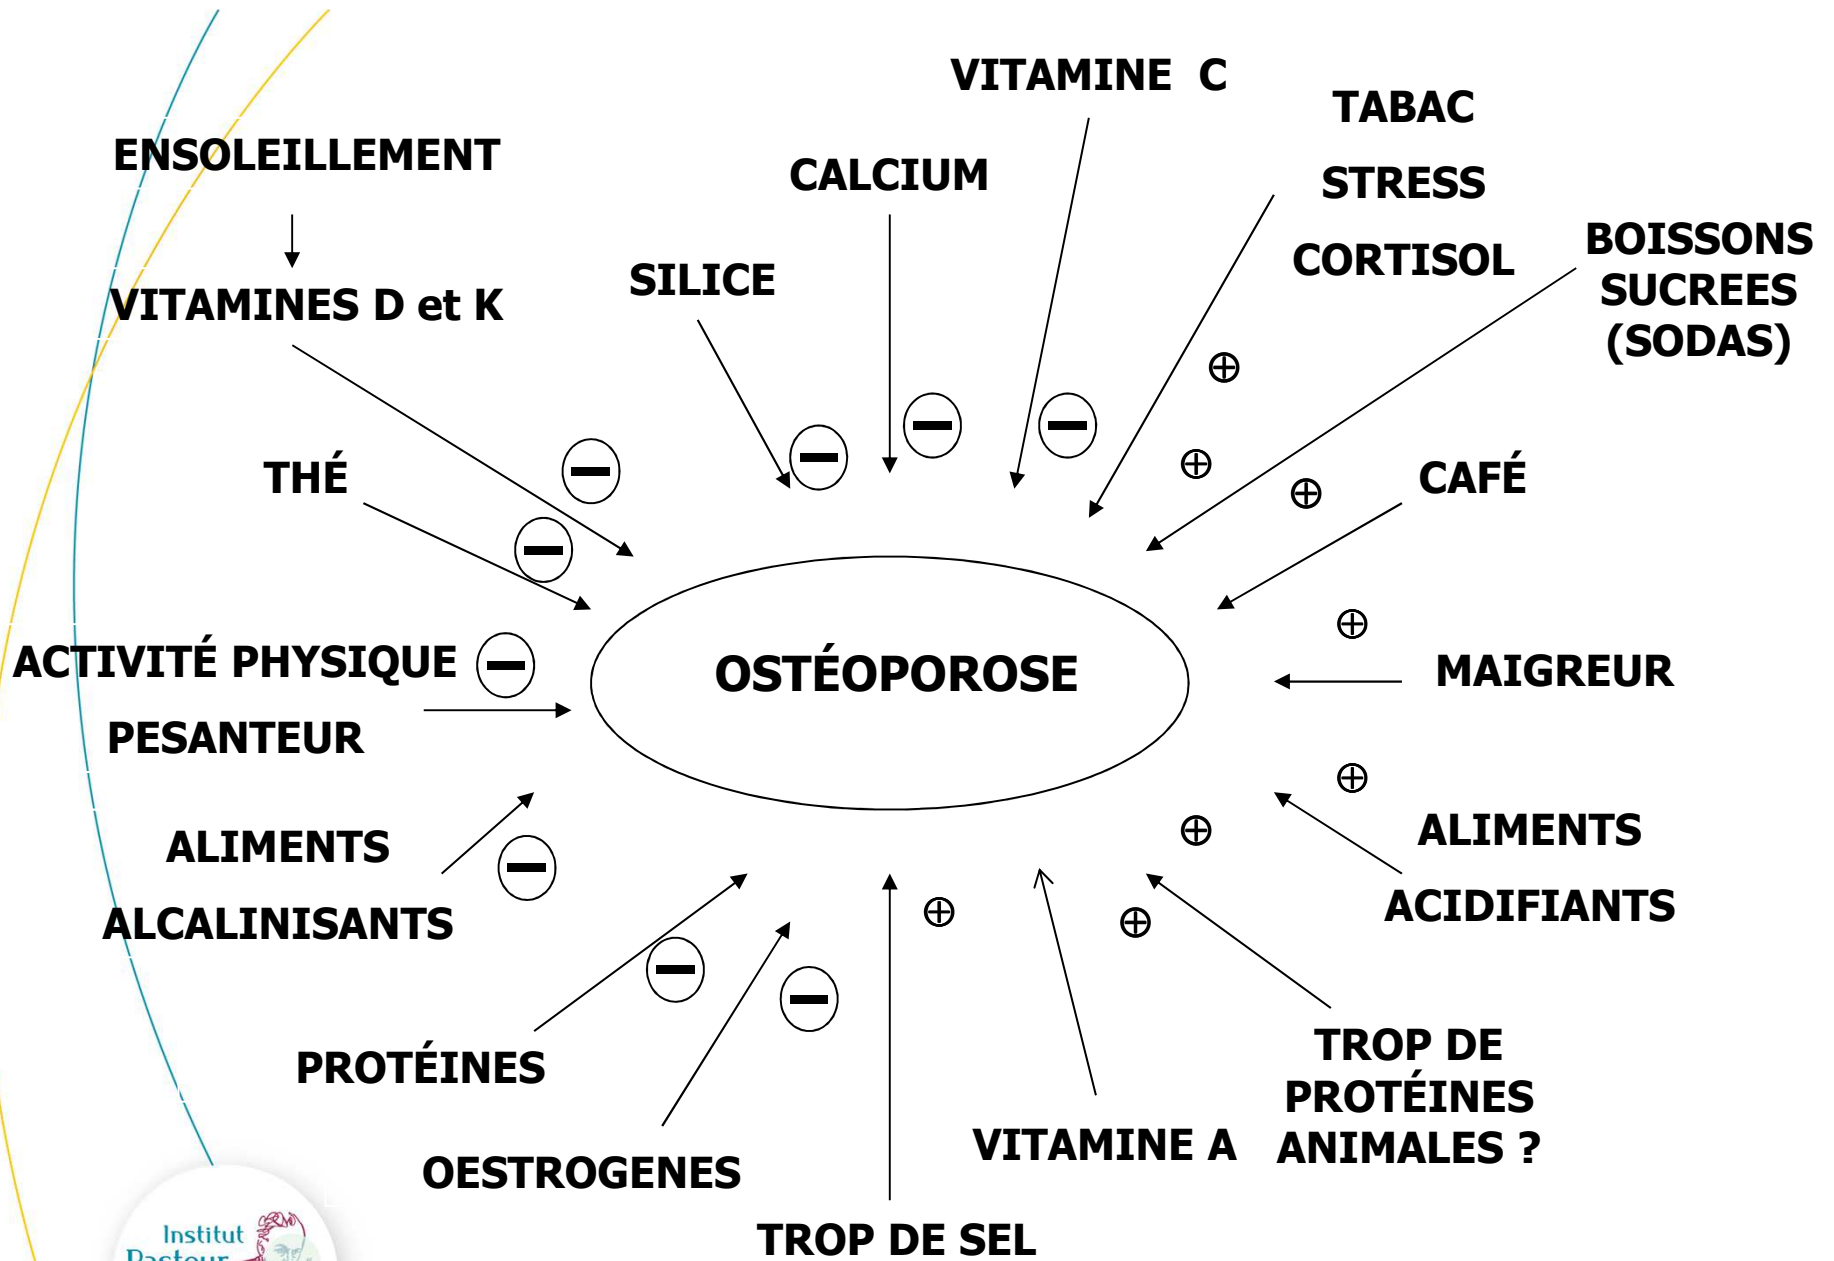 VITAMINE C
TABAC
ENSOLEILLEMENT
CALCIUM
STRESS
BOISSONS
SUCREES
(SODAS)
CORTISOL
SILICE
VITAMINES D et K
THÉ
CAFÉ
ACTIVITÉ PHYSIQUE
PESANTEUR
OSTÉOPOROSE
MAIGREUR
ALIMENTS
ALCALINISANTS
ALIMENTS
ACIDIFIANTS
PROTÉINES
TROP DE
PROTÉINES
ANIMALES ?
VITAMINE A
OESTROGENES
TROP DE SEL
Institut
Pasteur